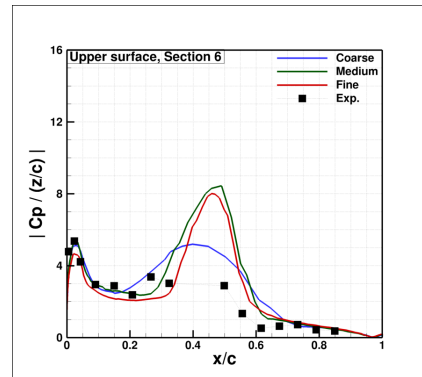 16
Upper surface, Section 6
Coarse
Medium
Fine
Exp.
12
| Cp / (z/c) |
8
4
0
0 0.2 0.4 0.6 0.8 1
x/c